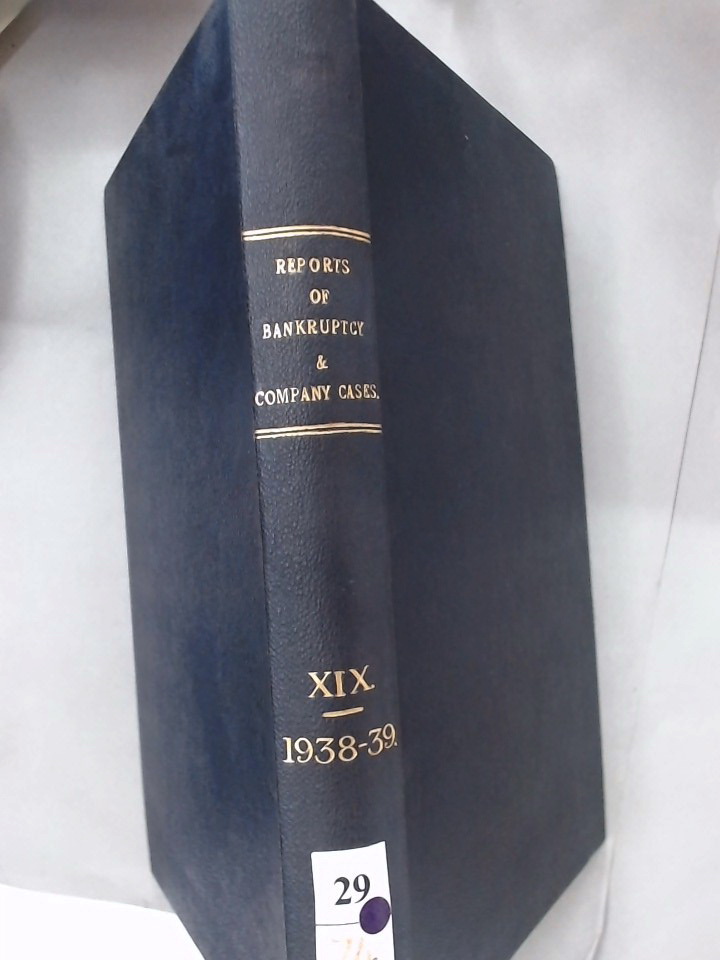 REPORTS
OF
BANKRUPTCY
&
COMPANY CASES.
XIX.
1938-39.
29